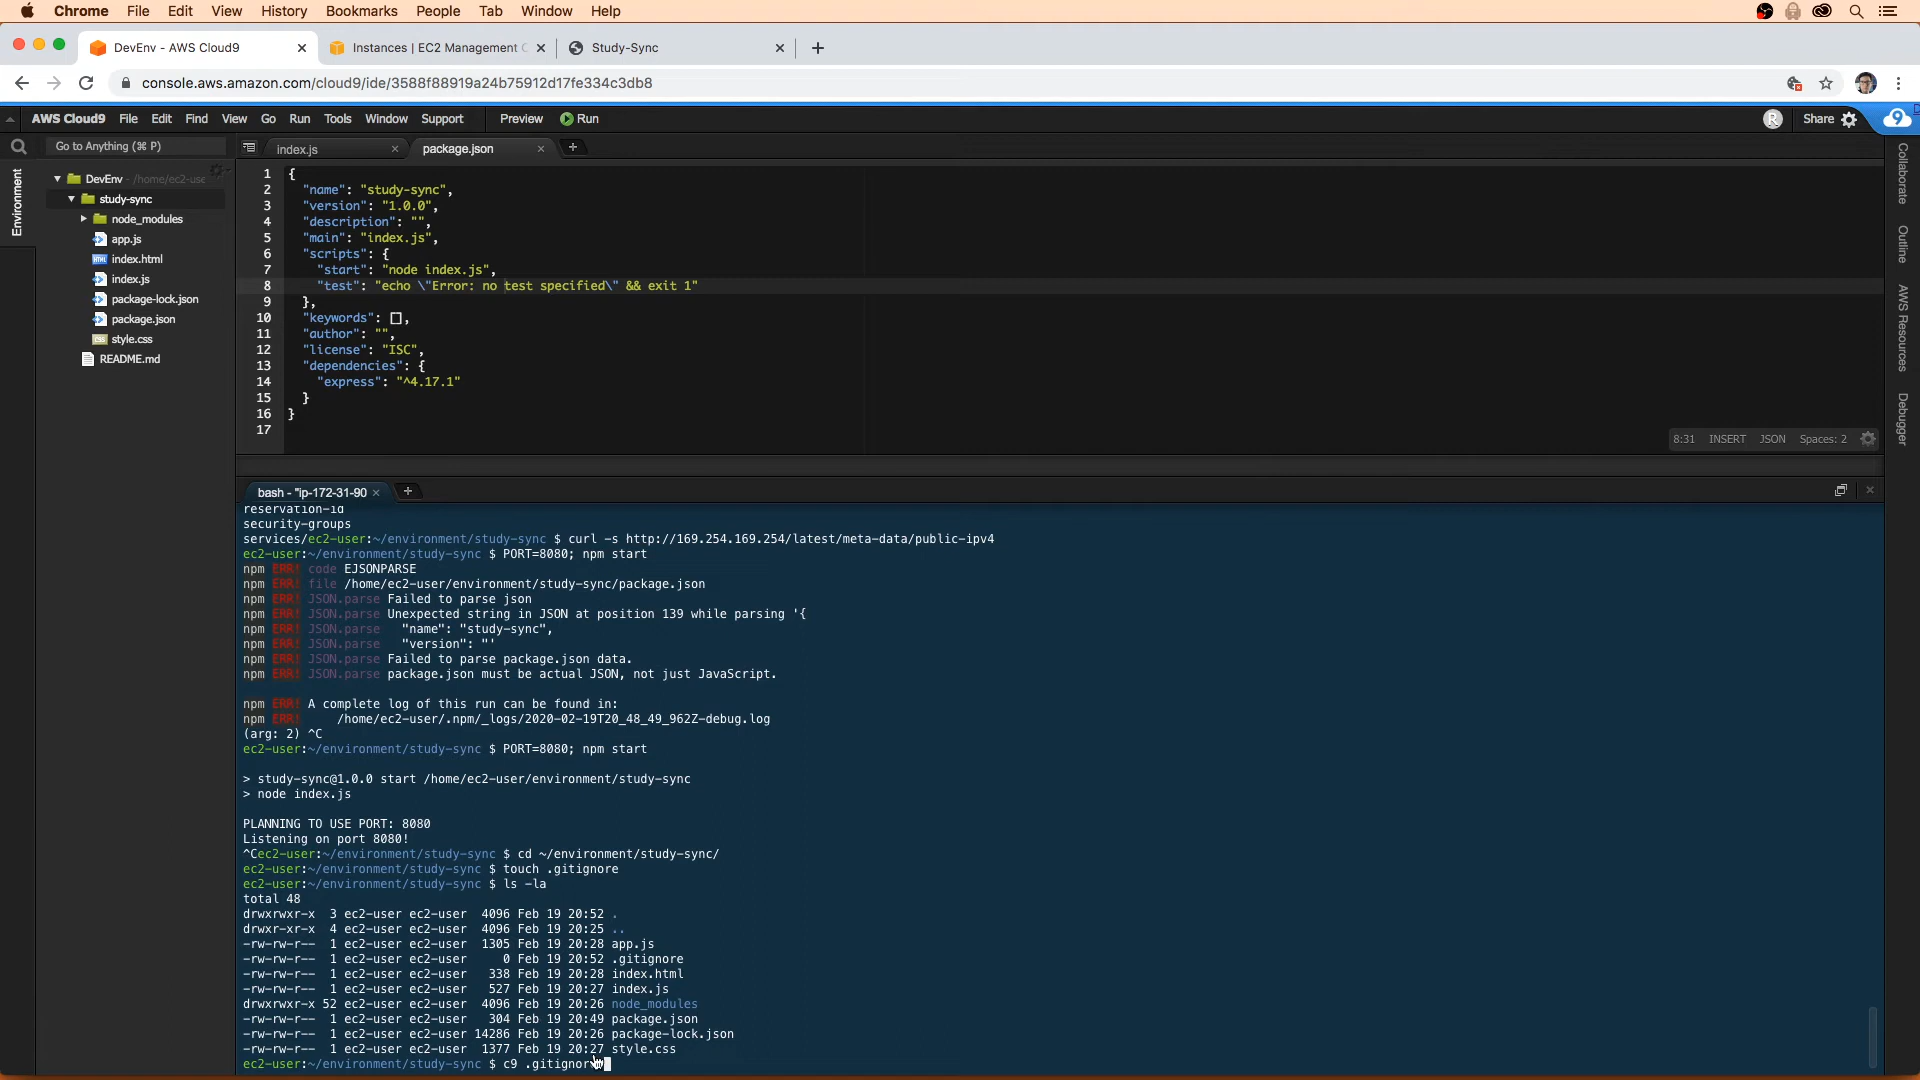 Chrome File Edit View History Bookmarks People Tab Window Help
DevEnv - AWS Cloud9
Instances | EC2 Management C
Study-Sync
console.aws.amazon.com/cloud9/ide/3588f88919a24b75912d17fe334c3db8
AWS Cloud9 File Edit Find View Go Run Tools Window Support Preview Run
R Share 9
Go to Anything (⌘ P)
index.js
package.json
Environment
DevEnv - /home/ec2-use
study-sync
node_modules
app.js
index.html
index.js
package-lock.json
package.json
style.css
README.md
1 {
2 "name": "study-sync",
3 "version": "1.0.0",
4 "description": "",
5 "main": "index.js",
6 "scripts": {
7 "start": "node index.js",
8 "test": "echo \"Error: no test specified\" && exit 1"
9 },
10 "keywords": [],
11 "author": "",
12 "license": "ISC",
13 "dependencies": {
14 "express": "^4.17.1"
15 }
16 }
17
8:31 INSERT JSON Spaces: 2
Collaborate
Outline
AWS Resources
Debugger
bash - "ip-172-31-90
reservation-id
security-groups
services/ec2-user:~/environment/study-sync $ curl -s http://169.254.169.254/latest/meta-data/public-ipv4
ec2-user:~/environment/study-sync $ PORT=8080; npm start
npm ERR! code EJSONPARSE
npm ERR! file /home/ec2-user/environment/study-sync/package.json
npm ERR! JSON.parse Failed to parse json
npm ERR! JSON.parse Unexpected string in JSON at position 139 while parsing '{
npm ERR! JSON.parse "name": "study-sync",
npm ERR! JSON.parse "version": "'
npm ERR! JSON.parse Failed to parse package.json data.
npm ERR! JSON.parse package.json must be actual JSON, not just JavaScript.
npm ERR! A complete log of this run can be found in:
npm ERR! /home/ec2-user/.npm/_logs/2020-02-19T20_48_49_962Z-debug.log
(arg: 2) ^C
ec2-user:~/environment/study-sync $ PORT=8080; npm start
> study-sync@1.0.0 start /home/ec2-user/environment/study-sync
> node index.js
PLANNING TO USE PORT: 8080
Listening on port 8080!
^Cec2-user:~/environment/study-sync $ cd ~/environment/study-sync/
ec2-user:~/environment/study-sync $ touch .gitignore
ec2-user:~/environment/study-sync $ ls -la
total 48
drwxrwxr-x 3 ec2-user ec2-user 4096 Feb 19 20:52 .
drwxr-xr-x 4 ec2-user ec2-user 4096 Feb 19 20:25 ..
-rw-rw-r-- 1 ec2-user ec2-user 1305 Feb 19 20:28 app.js
-rw-rw-r-- 1 ec2-user ec2-user 0 Feb 19 20:52 .gitignore
-rw-rw-r-- 1 ec2-user ec2-user 338 Feb 19 20:28 index.html
-rw-rw-r-- 1 ec2-user ec2-user 527 Feb 19 20:27 index.js
drwxrwxr-x 52 ec2-user ec2-user 4096 Feb 19 20:26 node_modules
-rw-rw-r-- 1 ec2-user ec2-user 304 Feb 19 20:49 package.json
-rw-rw-r-- 1 ec2-user ec2-user 14286 Feb 19 20:26 package-lock.json
-rw-rw-r-- 1 ec2-user ec2-user 1377 Feb 19 20:27 style.css
ec2-user:~/environment/study-sync $ c9 .gitignor